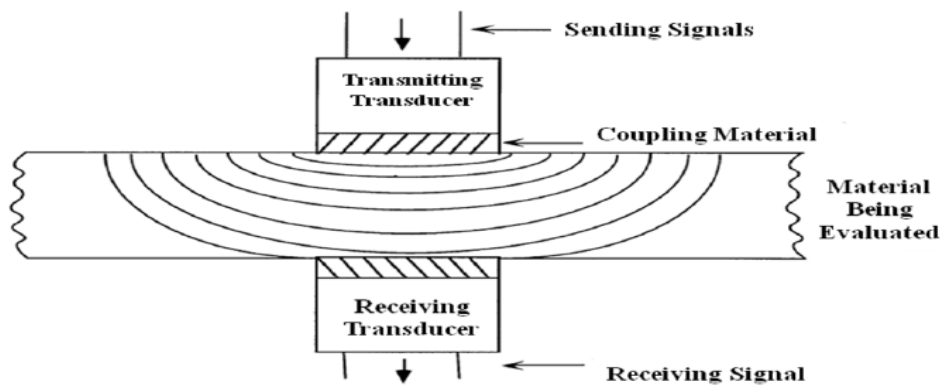 Sending Signals
Transmitting
Transducer
Coupling Material
Material
Being
Evaluated
Receiving
Transducer
Receiving Signal